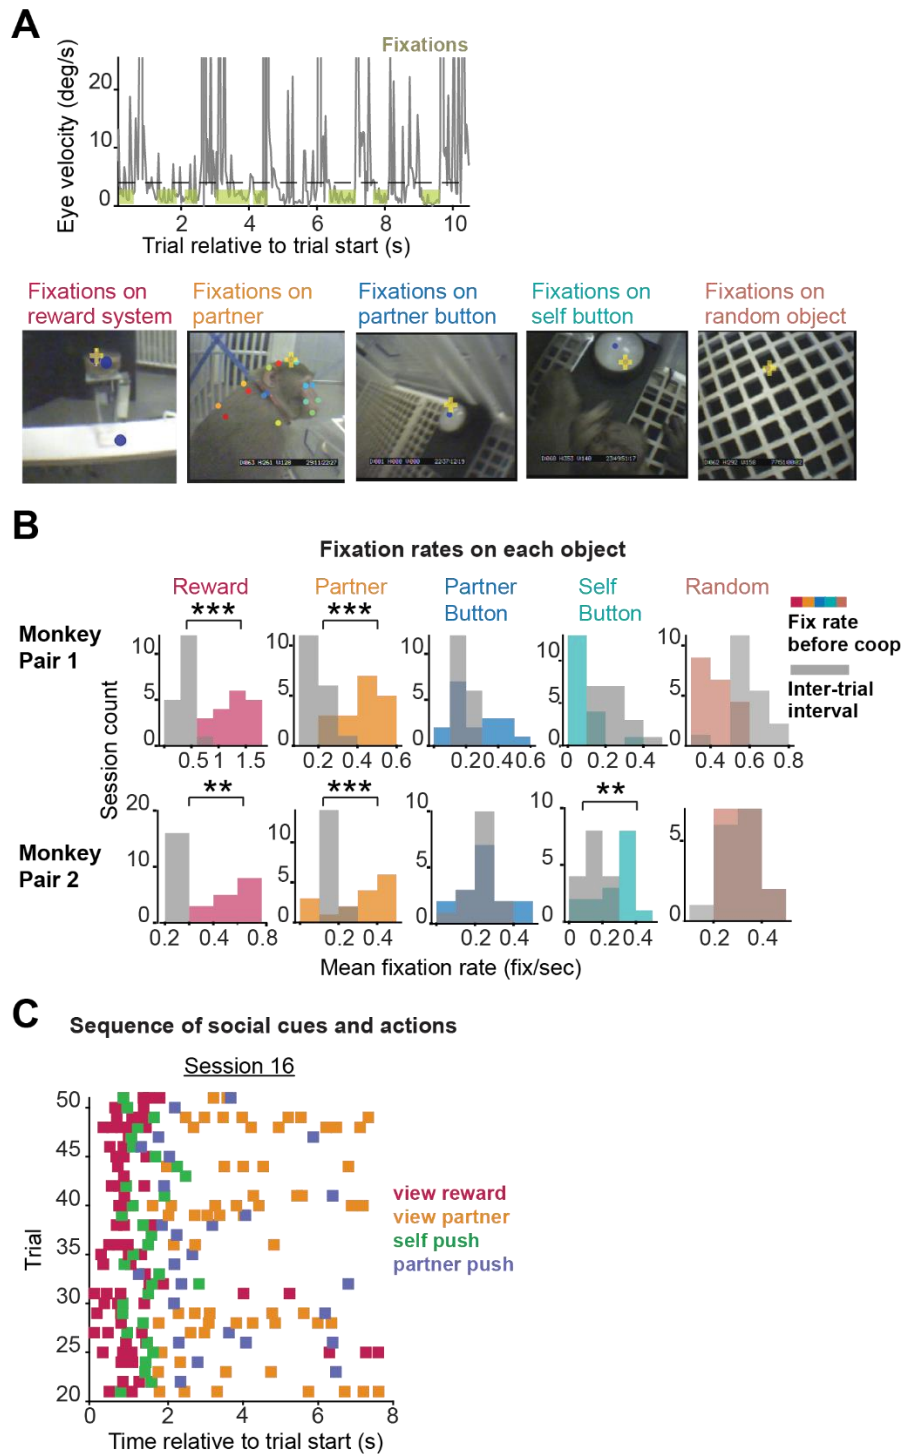 A
Fixations
Eye velocity (deg/s)
20
10
0
2 4 6 8 10
Trial relative to trial start (s)
Fixations on
reward system
Fixations on
partner
Fixations on
partner button
Fixations on
self button
Fixations on
random object
B
Fixation rates on each object
Reward
Partner
Partner
Button
Self
Button
Random
Fix rate
before coop
Inter-trial
interval
Monkey
Pair 1
Session count
*** ***
10 10 10 10 10
5 5 5 5 5
0 0 0 0 0
0.5 1 1.5
0.2 0.4 0.6
0.20.4 0.6
0 0.2 0.4
0.4 0.6 0.8
Monkey
Pair 2
** *** **
20 10 10 10
10 5 5 5 5
0 0 0 0 0
0.2 0.4 0.8
0.2 0.4
0.2 0.4
0 0.2 0.4
0.2 0.4
Mean fixation rate (fix/sec)
C
Sequence of social cues and actions
Session 16
Trial
50
45
40
35
30
25
20
0 2 4 6 8
Time relative to trial start (s)
view reward
view partner
self push
partner push